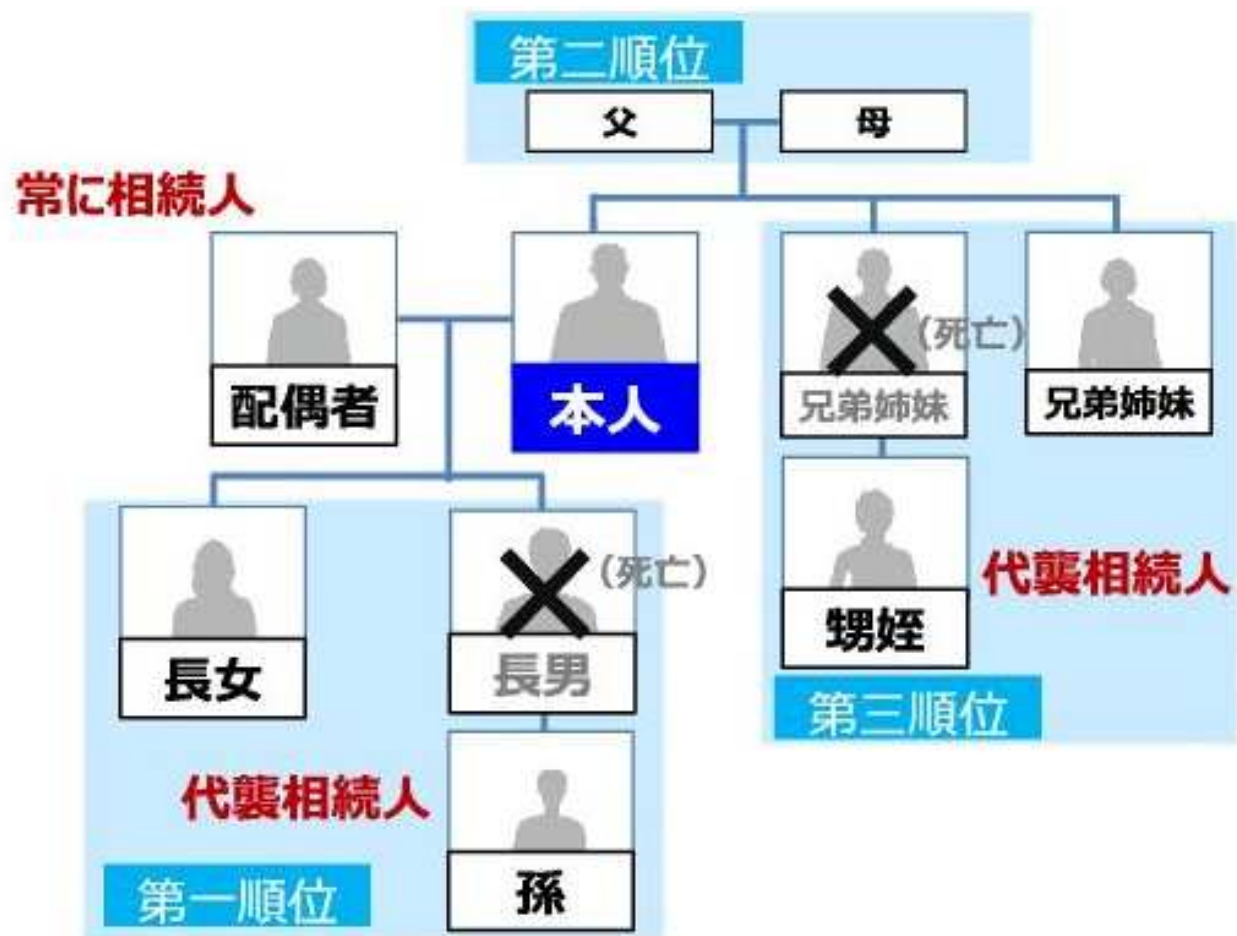 第二順位
父
母
常に相続人
配偶者
本人
(死亡)
兄弟姉妹
兄弟姉妹
(死亡)
長女
長男
甥姪
代襲相続人
第三順位
代襲相続人
孫
第一順位